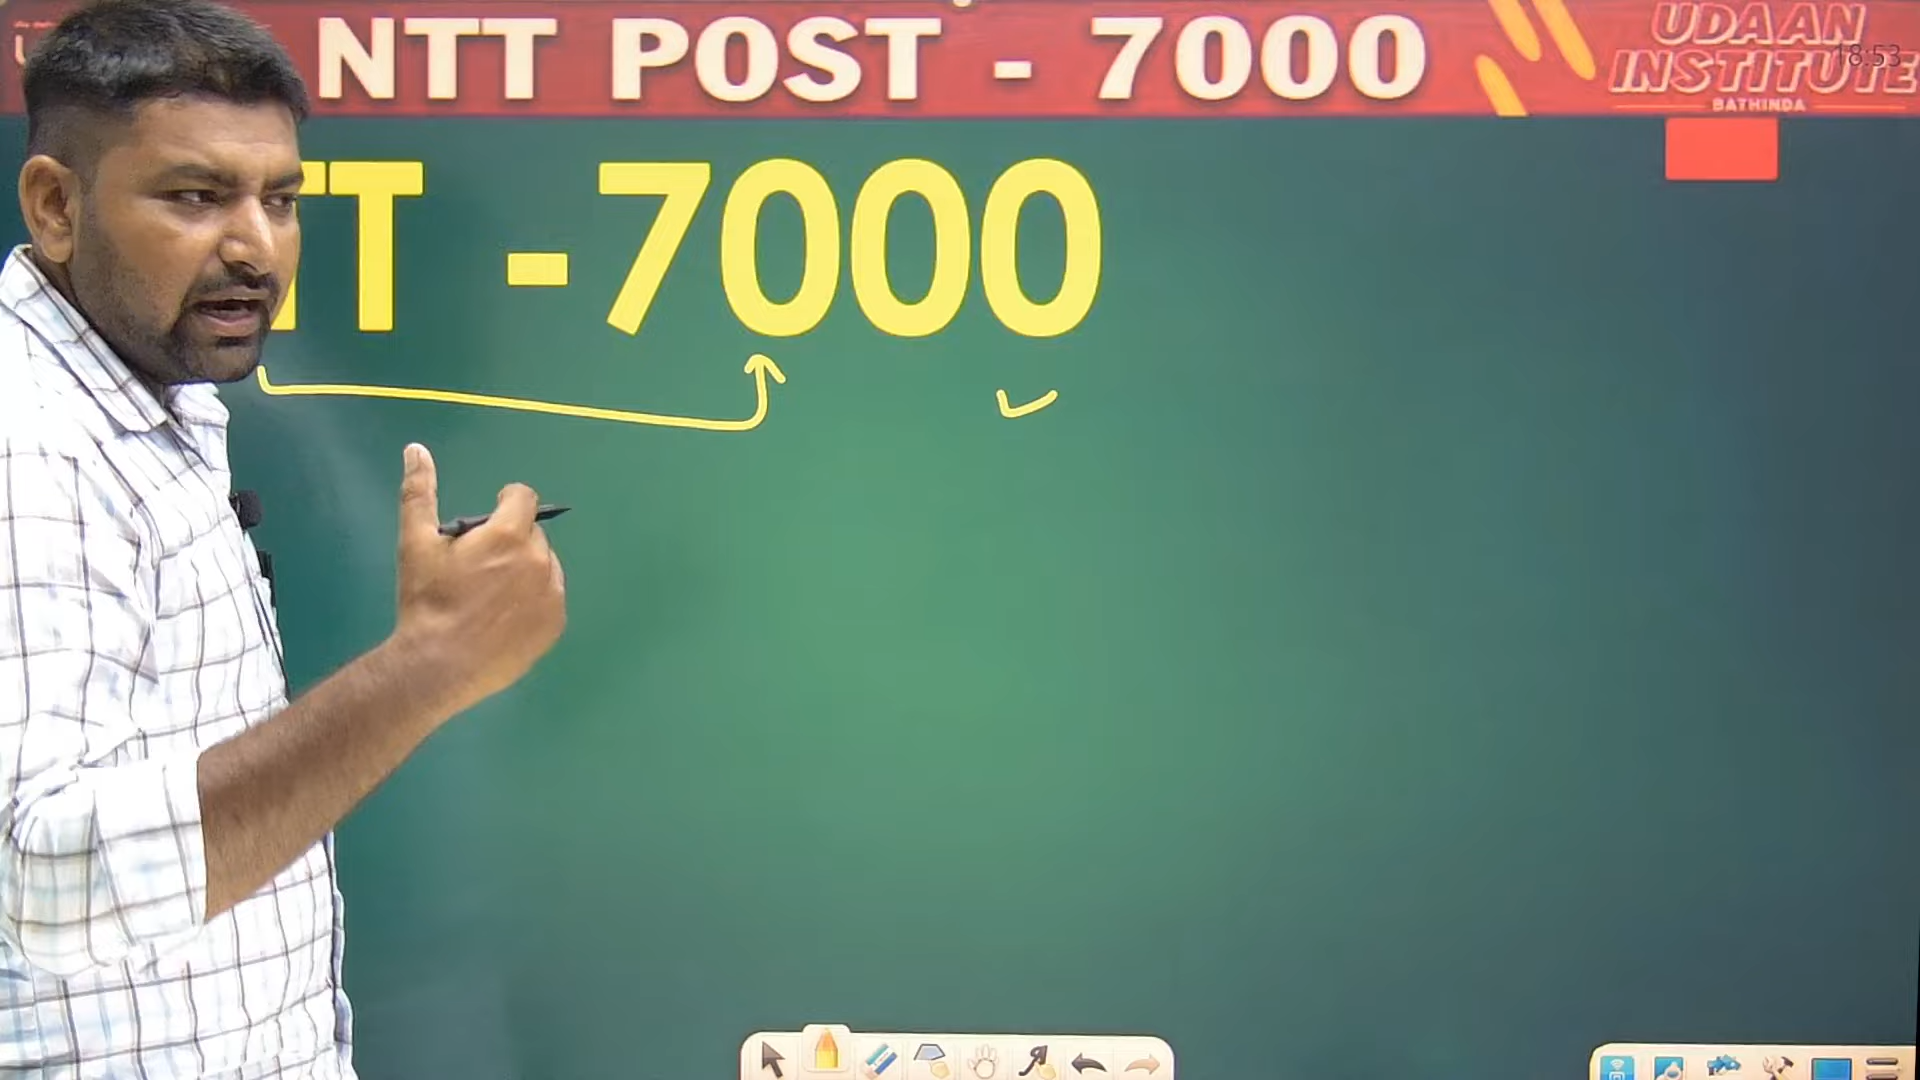 NTT POST - 7000
UDAAN
18:53
INSTITUTE
BATHINDA
TT -7000